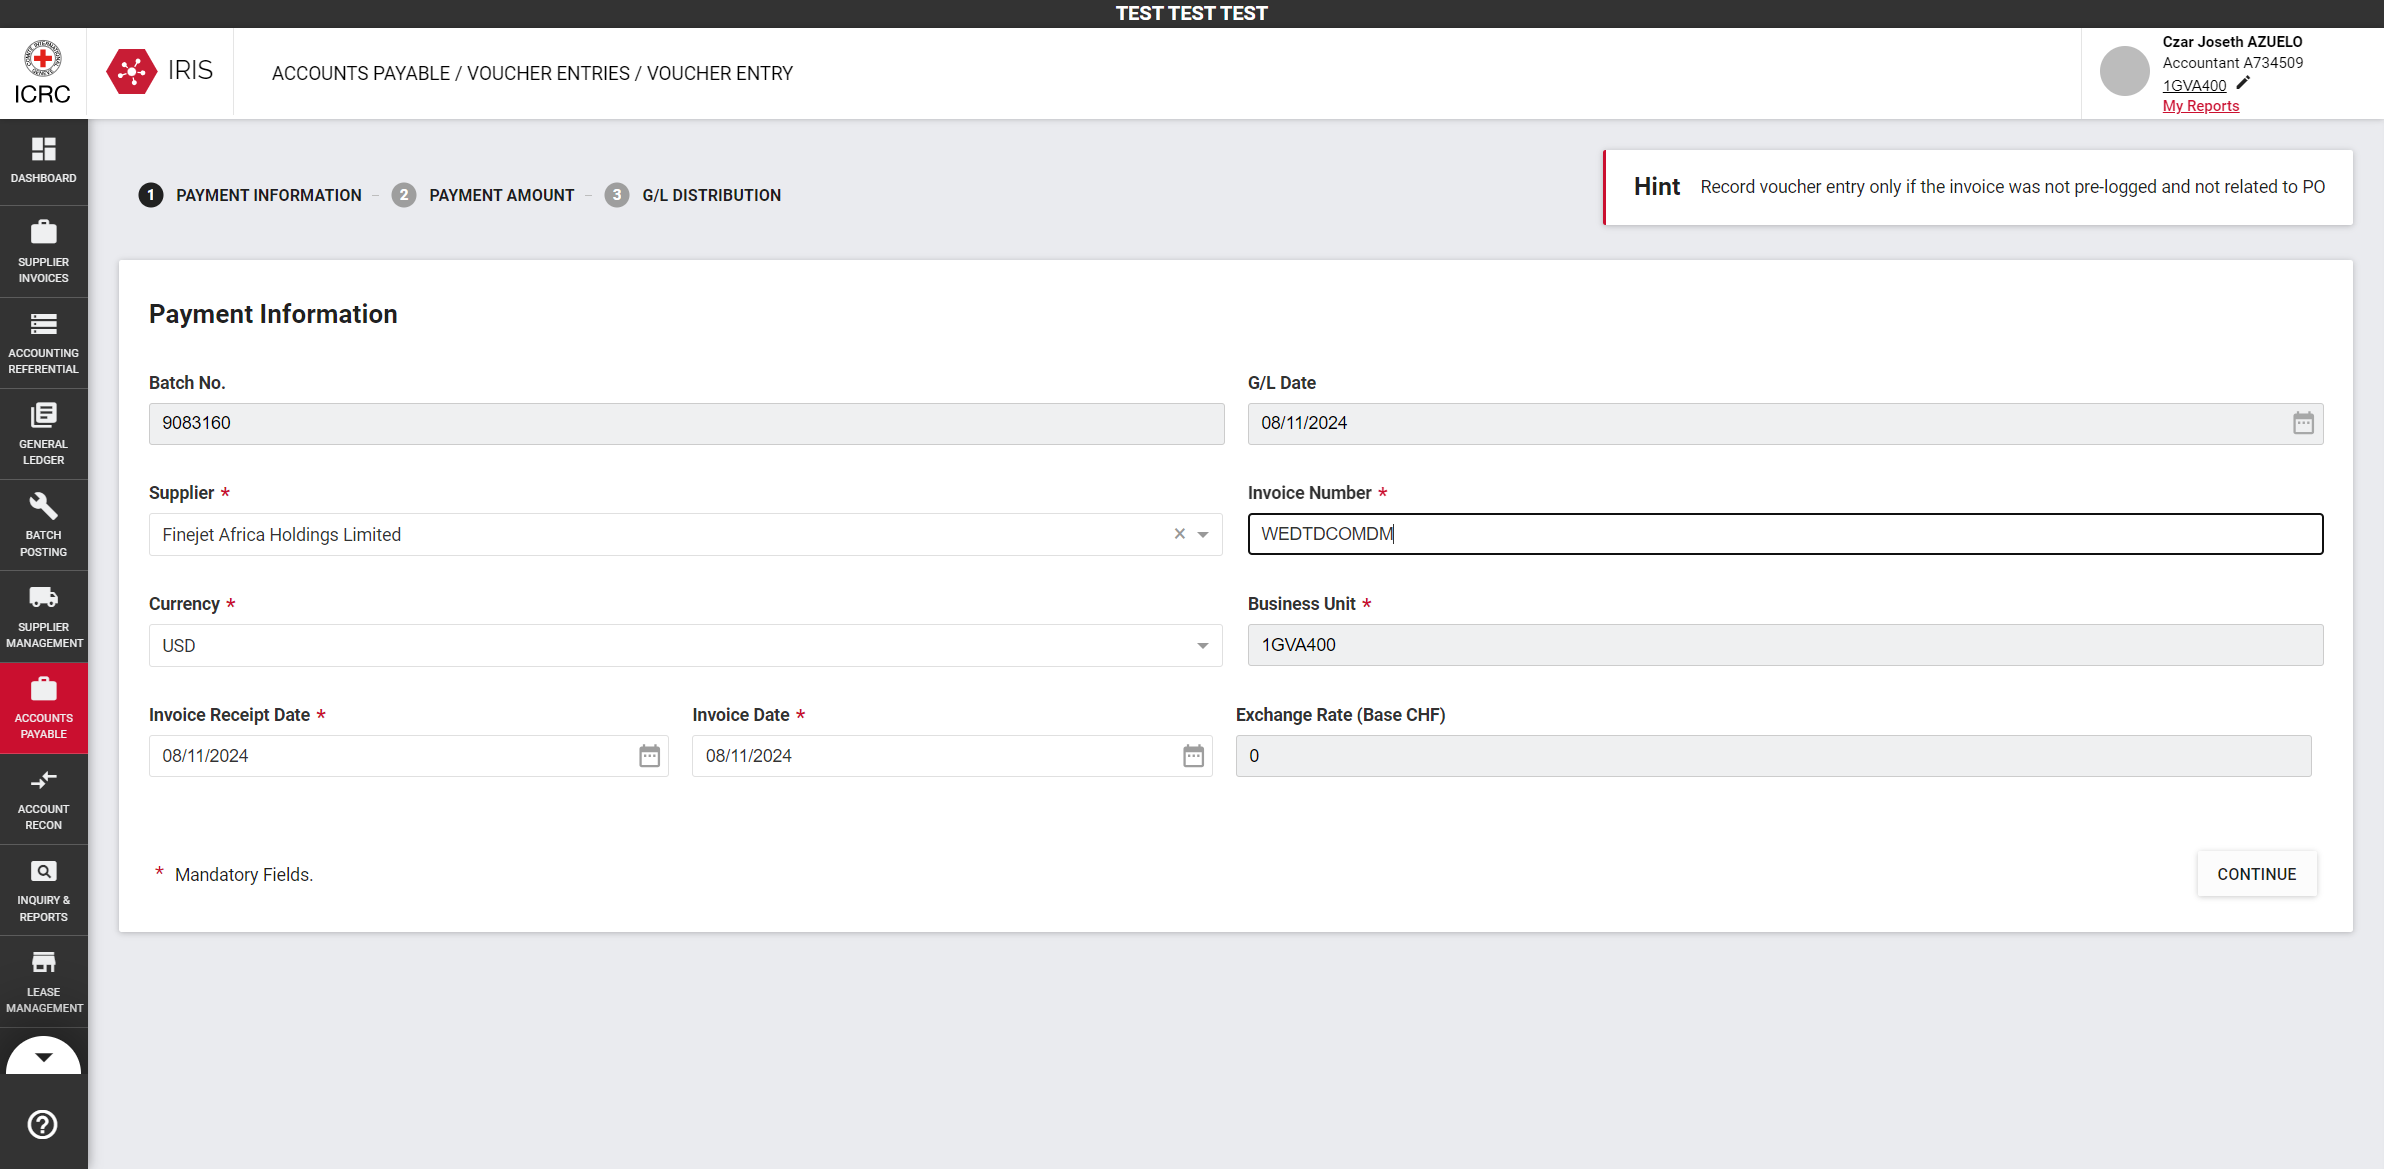 TEST TEST TEST
ICRC
IRIS
ACCOUNTS PAYABLE / VOUCHER ENTRIES / VOUCHER ENTRY
Czar Joseth AZUELO
Accountant A734509
1GVA400
My Reports
DASHBOARD
SUPPLIER
INVOICES
ACCOUNTING
REFERENTIAL
GENERAL
LEDGER
BATCH
POSTING
SUPPLIER
MANAGEMENT
ACCOUNTS
PAYABLE
ACCOUNT
RECON
INQUIRY &
REPORTS
LEASE
MANAGEMENT
1 PAYMENT INFORMATION – 2 PAYMENT AMOUNT – 3 G/L DISTRIBUTION
Hint Record voucher entry only if the invoice was not pre-logged and not related to PO
Payment Information
Batch No.
9083160
G/L Date
08/11/2024
Supplier *
Finejet Africa Holdings Limited
Invoice Number *
WEDTDCOMDM
Currency *
USD
Business Unit *
1GVA400
Invoice Receipt Date *
08/11/2024
Invoice Date *
08/11/2024
Exchange Rate (Base CHF)
0
* Mandatory Fields.
CONTINUE